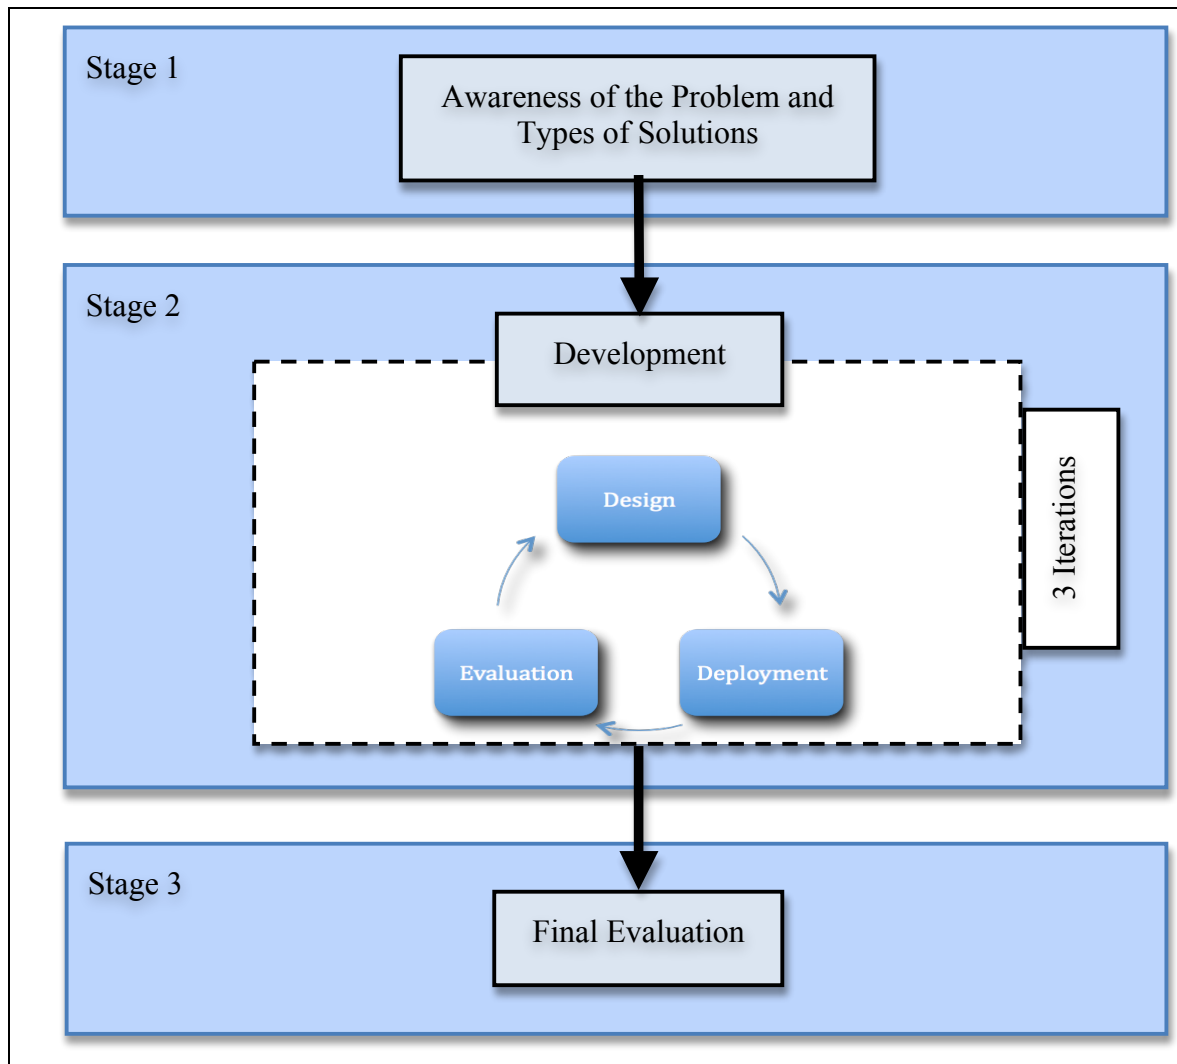 Stage 1
Awareness of the Problem and
Types of Solutions
Stage 2
Development
Design
3 Iterations
Evaluation
Deployment
Stage 3
Final Evaluation